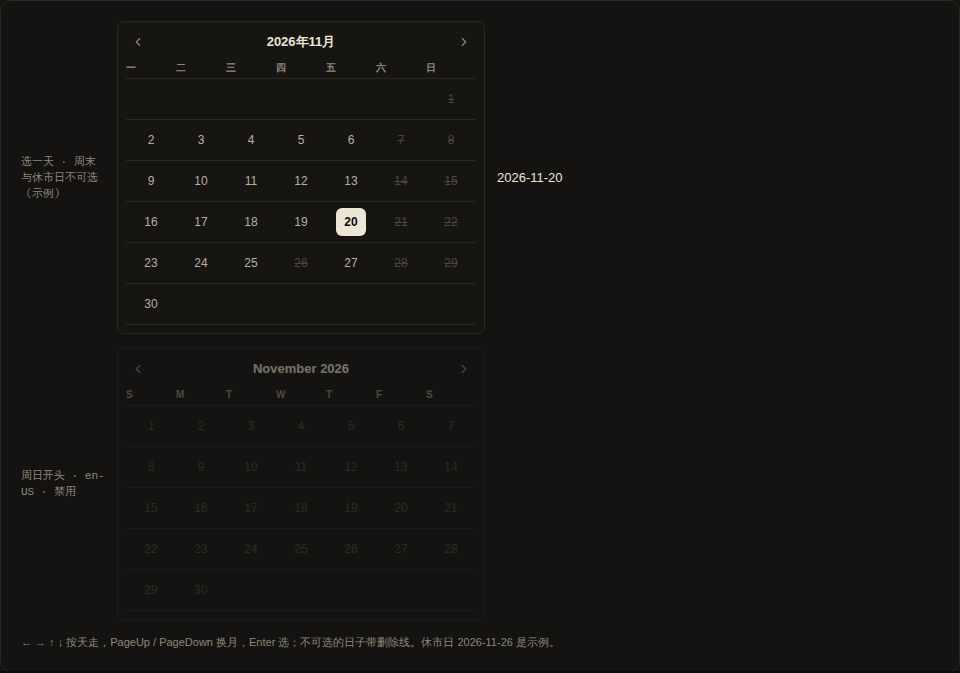 2026年11月
一 二 三 四 五 六 日
1
2 3 4 5 6 7 8
9 10 11 12 13 14 15
16 17 18 19 20 21 22
23 24 25 26 27 28 29
30
选一天 · 周末
与休市日不可选
（示例）
2026-11-20
November 2026
S M T W T F S
1 2 3 4 5 6 7
8 9 10 11 12 13 14
15 16 17 18 19 20 21
22 23 24 25 26 27 28
29 30
周日开头 · en-
US · 禁用
← → ↑ ↓ 按天走，PageUp / PageDown 换月，Enter 选；不可选的日子带删除线。休市日 2026-11-26 是示例。